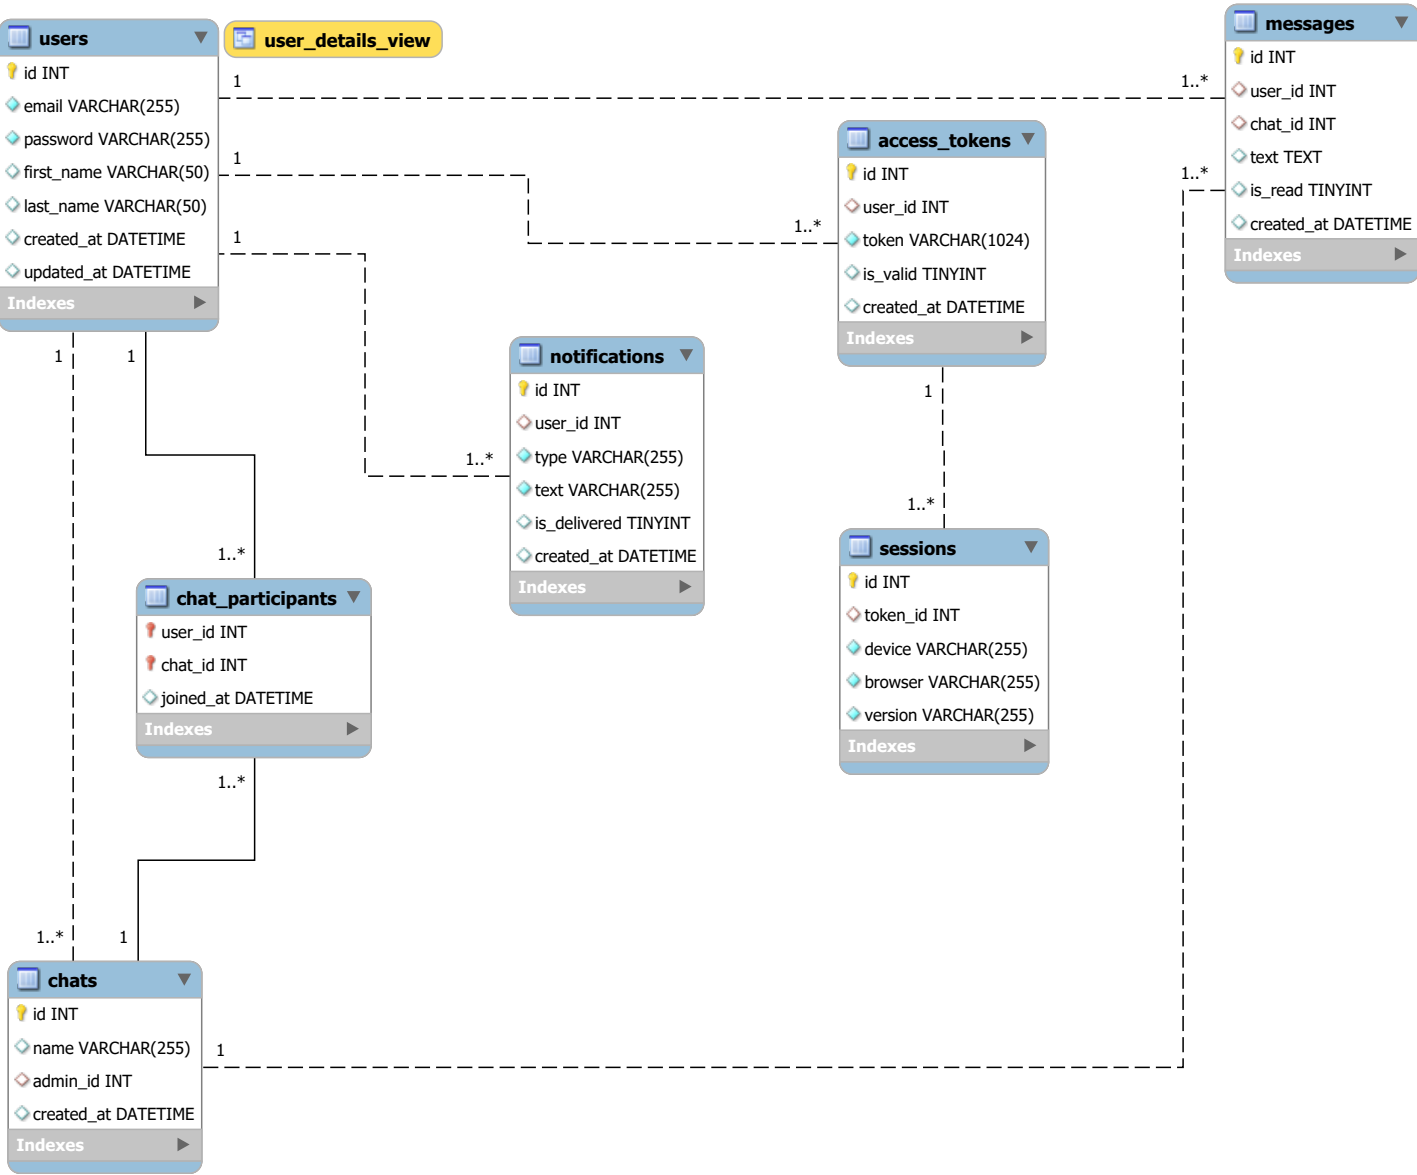 users
id INT
email VARCHAR(255)
password VARCHAR(255)
first_name VARCHAR(50)
last_name VARCHAR(50)
created_at DATETIME
updated_at DATETIME
Indexes
user_details_view
messages
id INT
user_id INT
chat_id INT
text TEXT
is_read TINYINT
created_at DATETIME
Indexes
1
1..*
1
1..*
1
1..*
1..*
access_tokens
id INT
user_id INT
token VARCHAR(1024)
is_valid TINYINT
created_at DATETIME
Indexes
1
1
1
1..*
notifications
id INT
user_id INT
type VARCHAR(255)
text VARCHAR(255)
is_delivered TINYINT
created_at DATETIME
Indexes
sessions
id INT
token_id INT
device VARCHAR(255)
browser VARCHAR(255)
version VARCHAR(255)
Indexes
1..*
chat_participants
user_id INT
chat_id INT
joined_at DATETIME
Indexes
1..*
1..*
1
chats
id INT
name VARCHAR(255)
admin_id INT
created_at DATETIME
Indexes
1